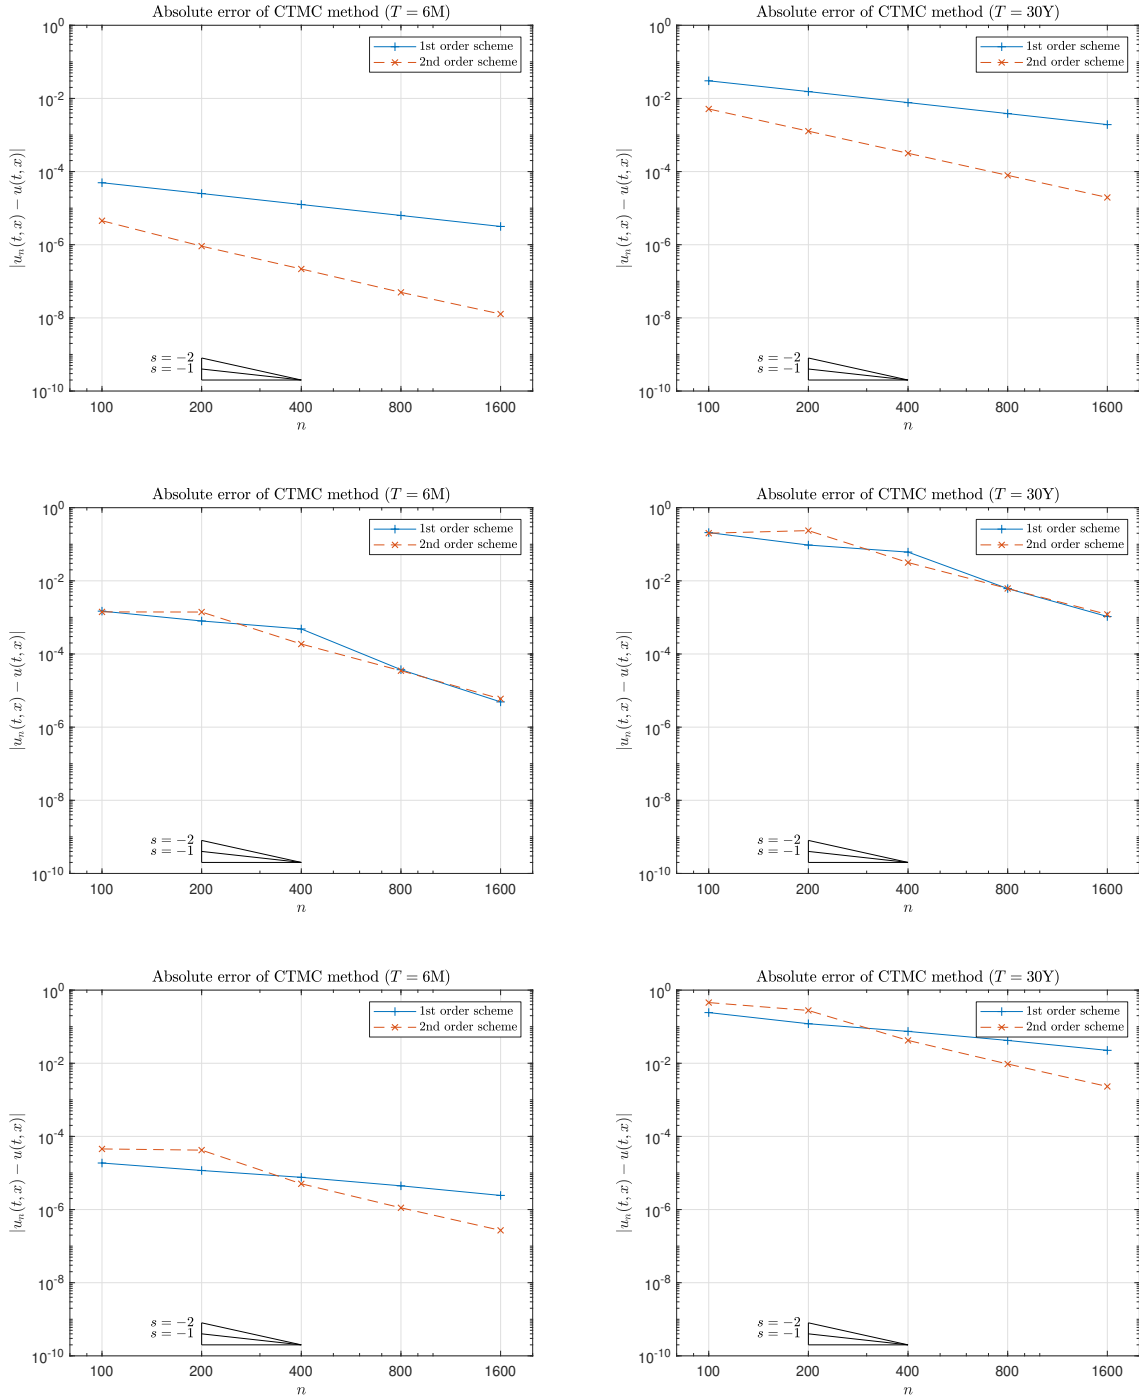 Absolute error of CTMC method (T = 6M)
1st order scheme
2nd order scheme
10^0
10^-2
10^-4
10^-6
10^-8
10^-10
|u_n(t, x) − u(t, x)|
s = −2
s = −1
100 200 400 800 1600
n
Absolute error of CTMC method (T = 30Y)
1st order scheme
2nd order scheme
10^0
10^-2
10^-4
10^-6
10^-8
10^-10
|u_n(t, x) − u(t, x)|
s = −2
s = −1
100 200 400 800 1600
n
Absolute error of CTMC method (T = 6M)
1st order scheme
2nd order scheme
10^0
10^-2
10^-4
10^-6
10^-8
10^-10
|u_n(t, x) − u(t, x)|
s = −2
s = −1
100 200 400 800 1600
n
Absolute error of CTMC method (T = 30Y)
1st order scheme
2nd order scheme
10^0
10^-2
10^-4
10^-6
10^-8
10^-10
|u_n(t, x) − u(t, x)|
s = −2
s = −1
100 200 400 800 1600
n
Absolute error of CTMC method (T = 6M)
1st order scheme
2nd order scheme
10^0
10^-2
10^-4
10^-6
10^-8
10^-10
|u_n(t, x) − u(t, x)|
s = −2
s = −1
100 200 400 800 1600
n
Absolute error of CTMC method (T = 30Y)
1st order scheme
2nd order scheme
10^0
10^-2
10^-4
10^-6
10^-8
10^-10
|u_n(t, x) − u(t, x)|
s = −2
s = −1
100 200 400 800 1600
n